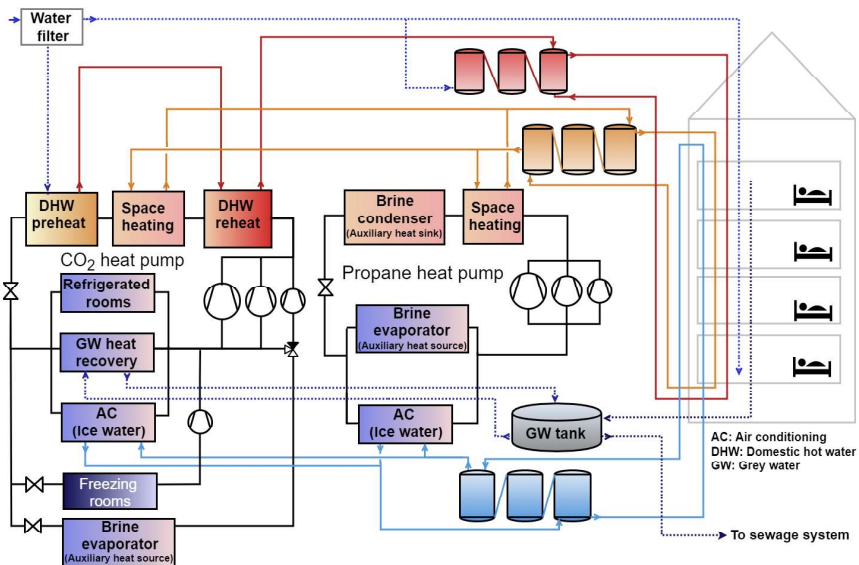 Water
filter
DHW
preheat
Space
heating
DHW
reheat
Brine
condenser
(Auxiliary heat sink)
Space
heating
CO2 heat pump
Propane heat pump
Refrigerated
rooms
GW heat
recovery
Brine
evaporator
(Auxiliary heat source)
AC
(Ice water)
AC
(Ice water)
GW tank
AC: Air conditioning
DHW: Domestic hot water
GW: Grey water
Freezing
rooms
Brine
evaporator
(Auxiliary heat source)
To sewage system